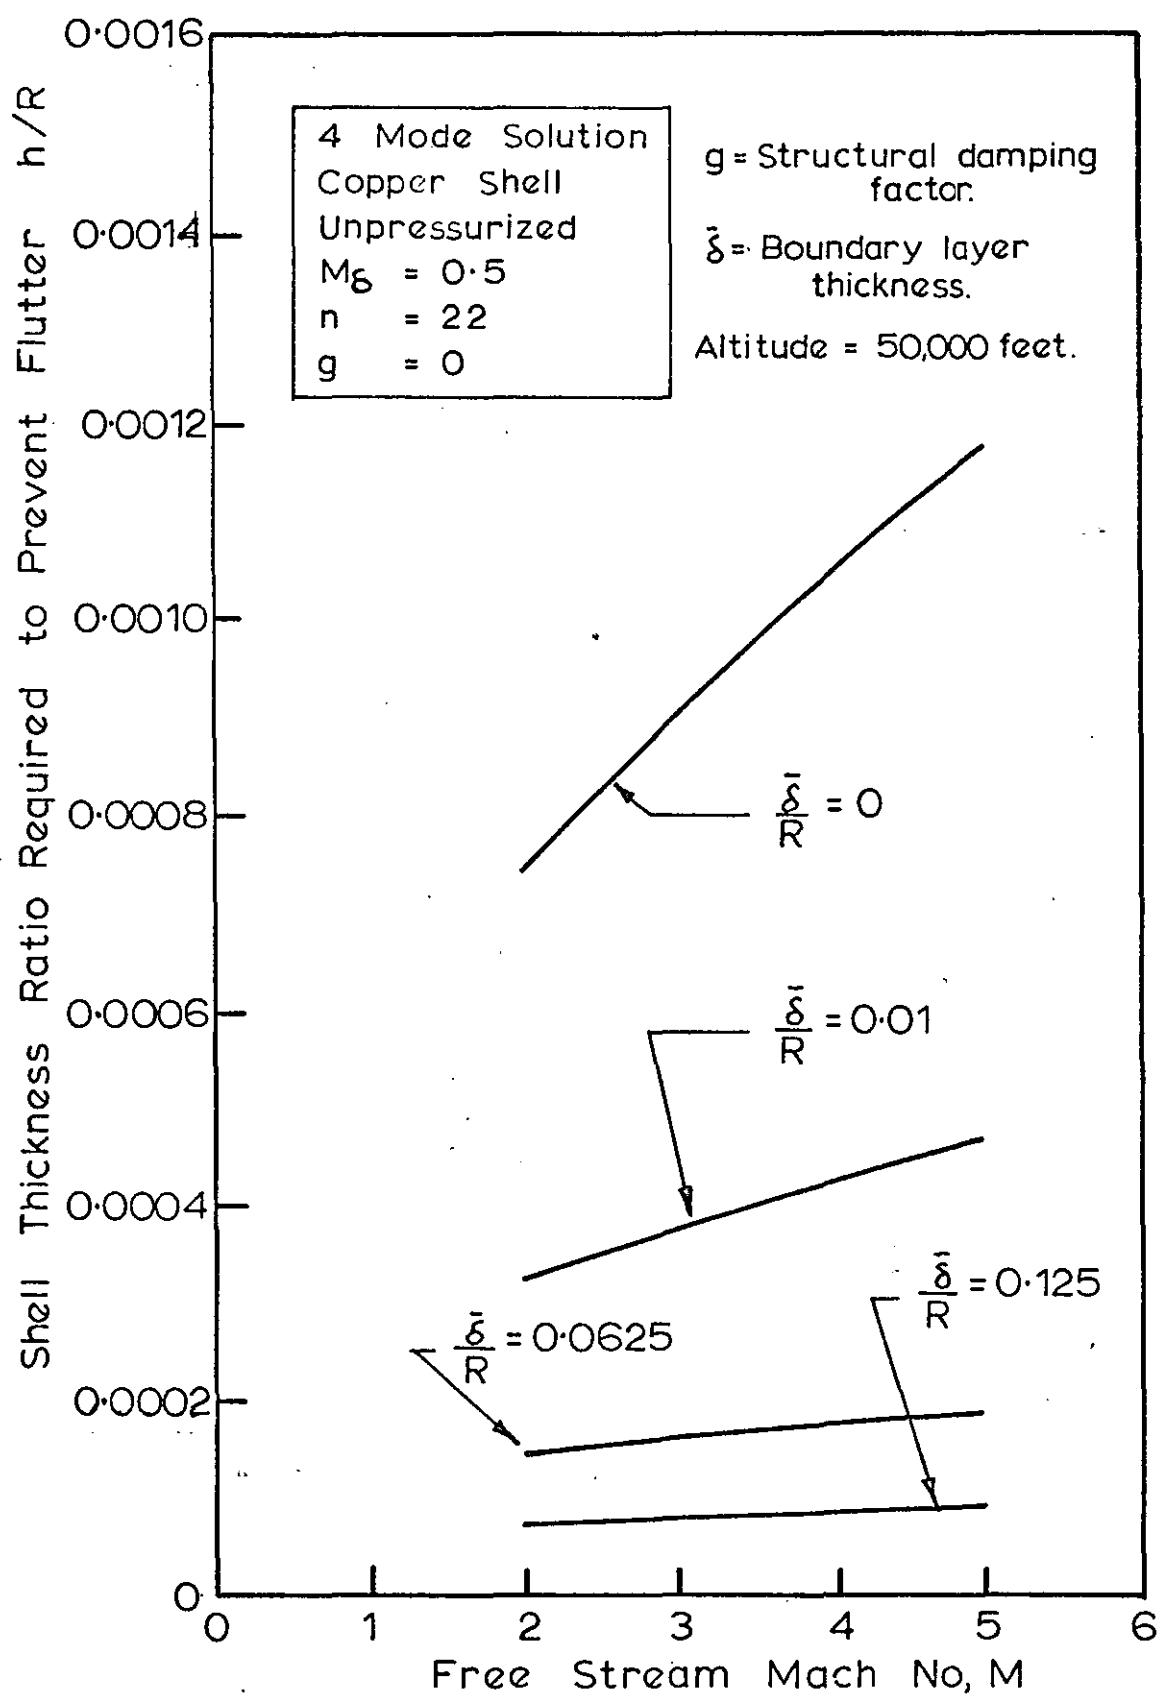 Shell Thickness Ratio Required to Prevent Flutter h/R
0·0016
0·0014
0·0012
0·0010
0·0008
0·0006
0·0004
0·0002
0
4 Mode Solution
Copper Shell
Unpressurized
Mδ = 0·5
n = 22
g = 0
g = Structural damping
factor.
δ̄ = Boundary layer
thickness.
Altitude = 50,000 feet.
δ̄/R = 0
δ̄/R = 0·01
δ̄/R = 0·125
δ̄/R = 0·0625
0 1 2 3 4 5 6
Free Stream Mach No, M